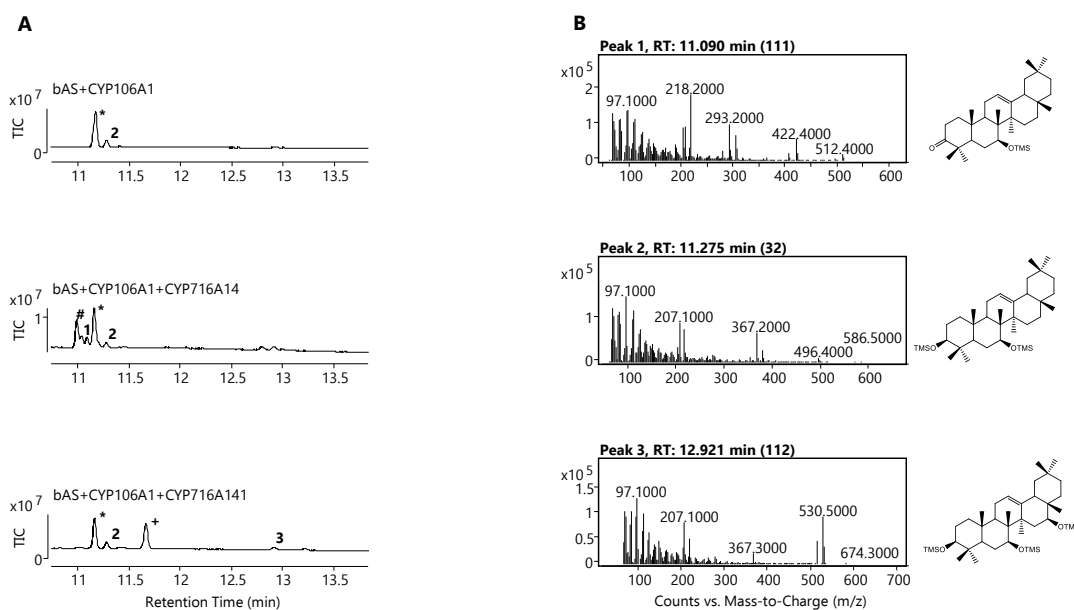 A
bAS+CYP106A1
x10 7
TIC
0
*
2
11 11.5 12 12.5 13 13.5
bAS+CYP106A1+CYP716A14
x10 7
TIC
1
#
1
*
2
11 11.5 12 12.5 13 13.5
bAS+CYP106A1+CYP716A141
x10 7
TIC
0
*
2
+
3
11 11.5 12 12.5 13 13.5
Retention Time (min)
B
Peak 1, RT: 11.090 min (111)
x10 5
2
1
0
97.1000
218.2000
293.2000
422.4000
512.4000
100 200 300 400 500 600
O
OTMS
Peak 2, RT: 11.275 min (32)
x10 5
1
0
97.1000
207.1000
367.2000
496.4000
586.5000
100 200 300 400 500 600
TMSO
OTMS
Peak 3, RT: 12.921 min (112)
x10 5
1.5
1
0.5
0
97.1000
207.1000
367.3000
530.5000
674.3000
100 200 300 400 500 600 700
TMSO
OTMS
OTM
Counts vs. Mass-to-Charge (m/z)